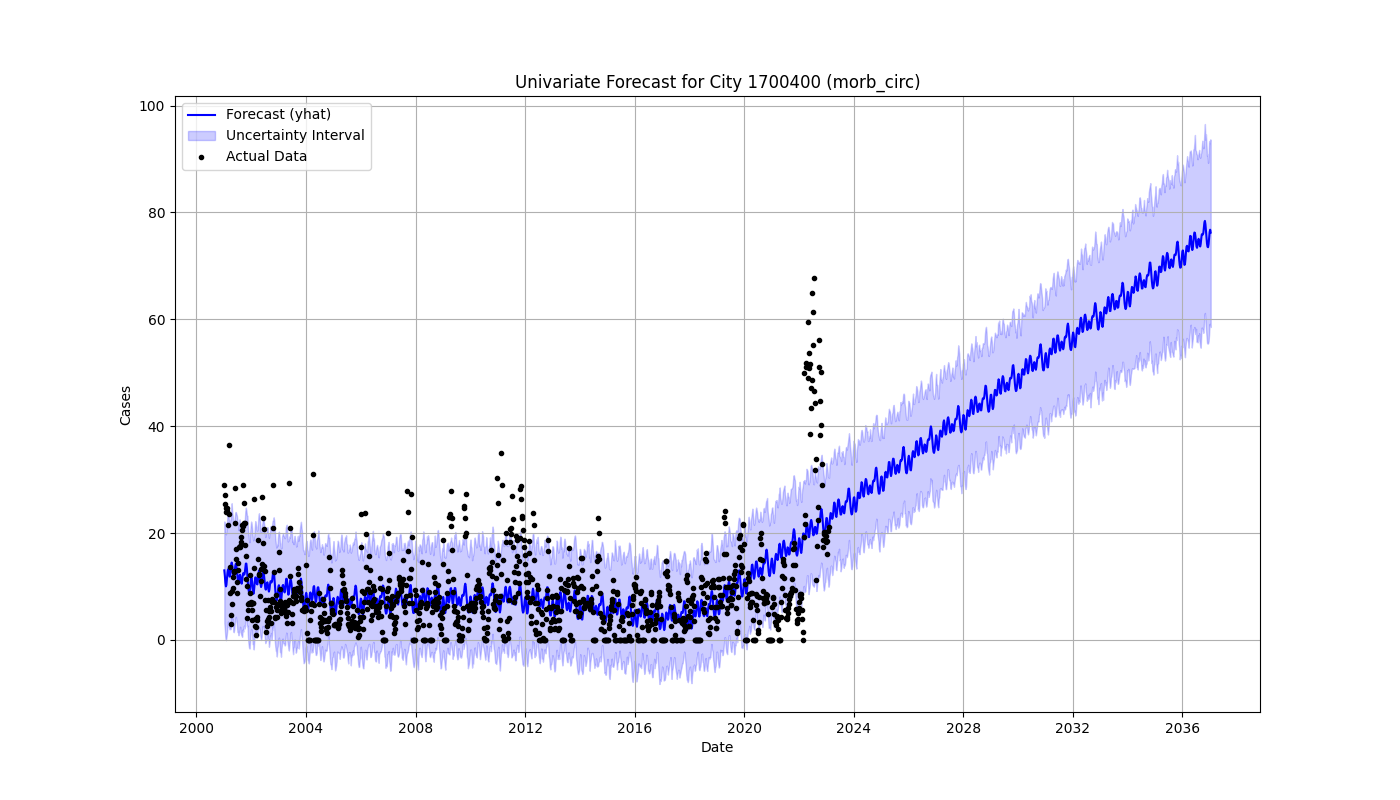 Univariate Forecast for City 1700400 (morb_circ)
Forecast (yhat)
Uncertainty Interval
Actual Data
100
80
60
40
20
0
Cases
2000 2004 2008 2012 2016 2020 2024 2028 2032 2036
Date